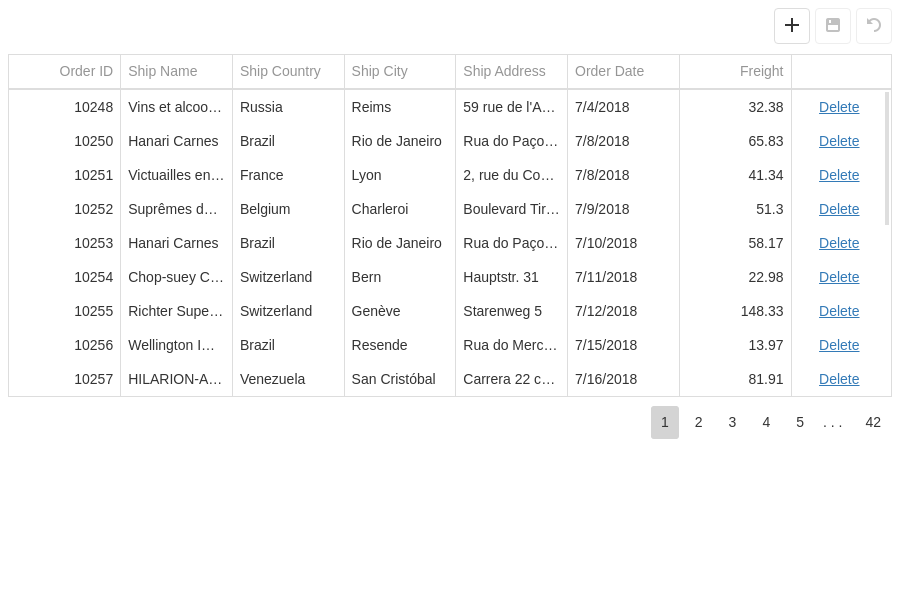 Order ID Ship Name Ship Country Ship City Ship Address Order Date Freight
10248 Vins et alcoo… Russia Reims 59 rue de l'A… 7/4/2018 32.38 Delete
10250 Hanari Carnes Brazil Rio de Janeiro Rua do Paço… 7/8/2018 65.83 Delete
10251 Victuailles en… France Lyon 2, rue du Co… 7/8/2018 41.34 Delete
10252 Suprêmes d… Belgium Charleroi Boulevard Tir… 7/9/2018 51.3 Delete
10253 Hanari Carnes Brazil Rio de Janeiro Rua do Paço… 7/10/2018 58.17 Delete
10254 Chop-suey C… Switzerland Bern Hauptstr. 31 7/11/2018 22.98 Delete
10255 Richter Supe… Switzerland Genève Starenweg 5 7/12/2018 148.33 Delete
10256 Wellington I… Brazil Resende Rua do Merc… 7/15/2018 13.97 Delete
10257 HILARION-A… Venezuela San Cristóbal Carrera 22 c… 7/16/2018 81.91 Delete
1 2 3 4 5 . . . 42